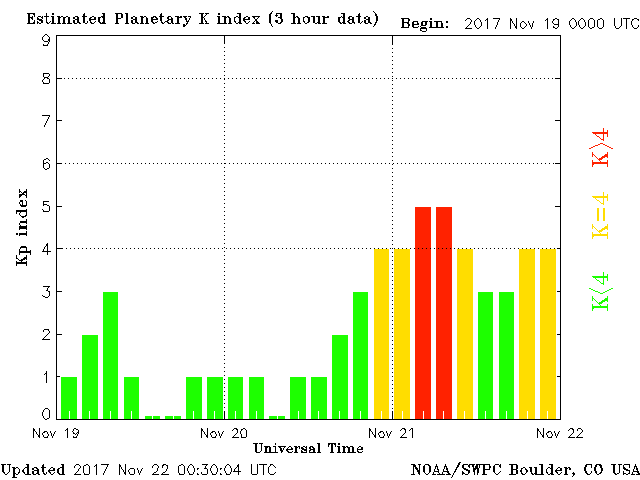 Estimated Planetary K index (3 hour data) Begin: 2017 Nov 19 0000 UTC
9
8
7
6
5
4
3
2
1
0
Kp index
K>4
K=4
K<4
Nov 19 Nov 20 Nov 21 Nov 22
Universal Time
Updated 2017 Nov 22 00:30:04 UTC NOAA/SWPC Boulder, CO USA